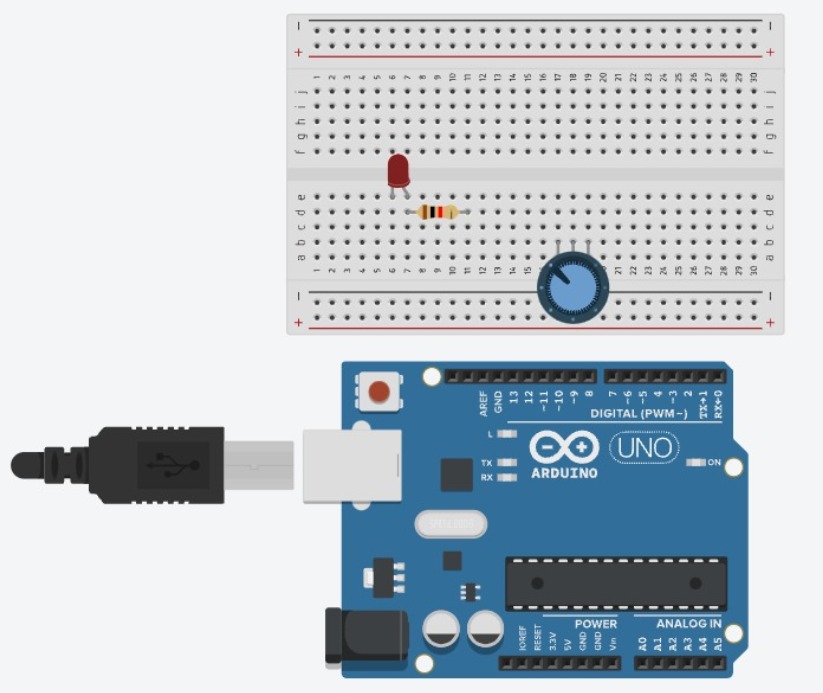 − −
+ +
1 2 3 4 5 6 7 8 9 10 11 12 13 14 15 16 17 18 19 20 21 22 23 24 25 26 27 28 29 30
j j
i i
h h
g g
f f
e e
d d
c c
b b
a a
1 2 3 4 5 6 7 8 9 10 11 12 13 14 15 16 17 18 19 20 21 22 23 24 25 26 27 28 29 30
− −
+ +
AREF GND 13 12 ~11 ~10 ~9 8 7 ~6 ~5 4 ~3 2 TX→1 RX←0
DIGITAL (PWM~)
L
TX
RX
UNO
ARDUINO
ON
POWER ANALOG IN
IOREF RESET 3.3V 5V GND GND Vin A0 A1 A2 A3 A4 A5